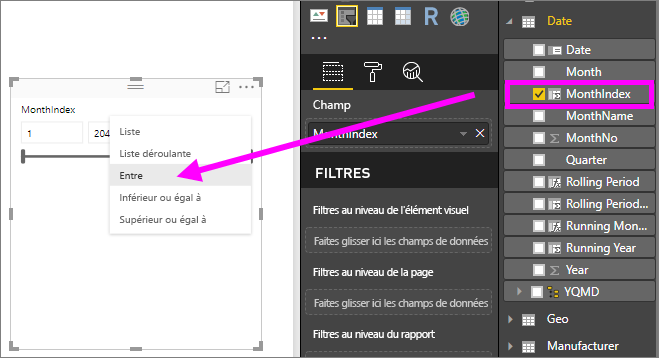 MonthIndex
1
204
Liste
Liste déroulante
Entre
Inférieur ou égal à
Supérieur ou égal à
R
Champ
MonthIndex
FILTRES
Filtres au niveau de l'élément visuel
Faites glisser ici les champs de données
Filtres au niveau de la page
Faites glisser ici les champs de données
Filtres au niveau du rapport
Date
Date
Month
MonthIndex
MonthName
MonthNo
Quarter
Rolling Period
Rolling Period...
Running Mon...
Running Year
Year
YQMD
Geo
Manufacturer